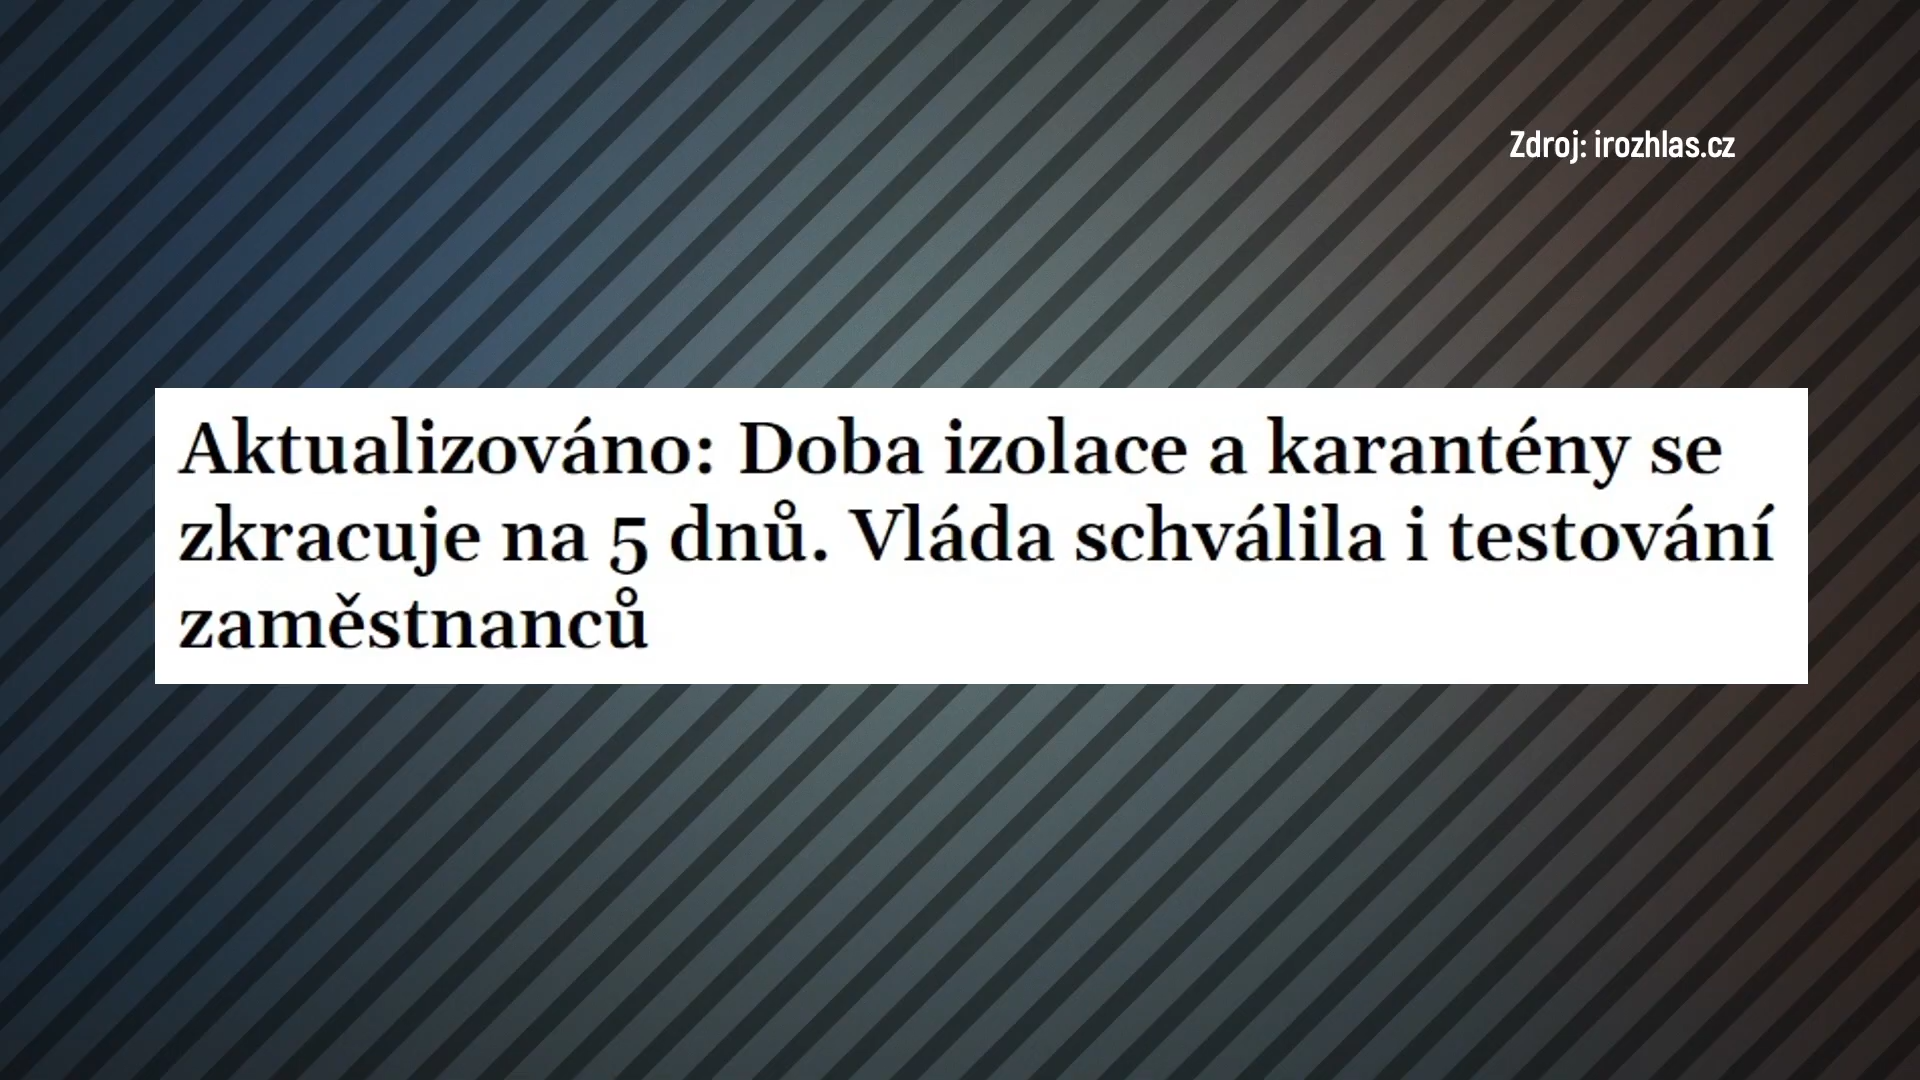 Zdroj: irozhlas.cz
Aktualizováno: Doba izolace a karantény se
zkracuje na 5 dnů. Vláda schválila i testování
zaměstnanců